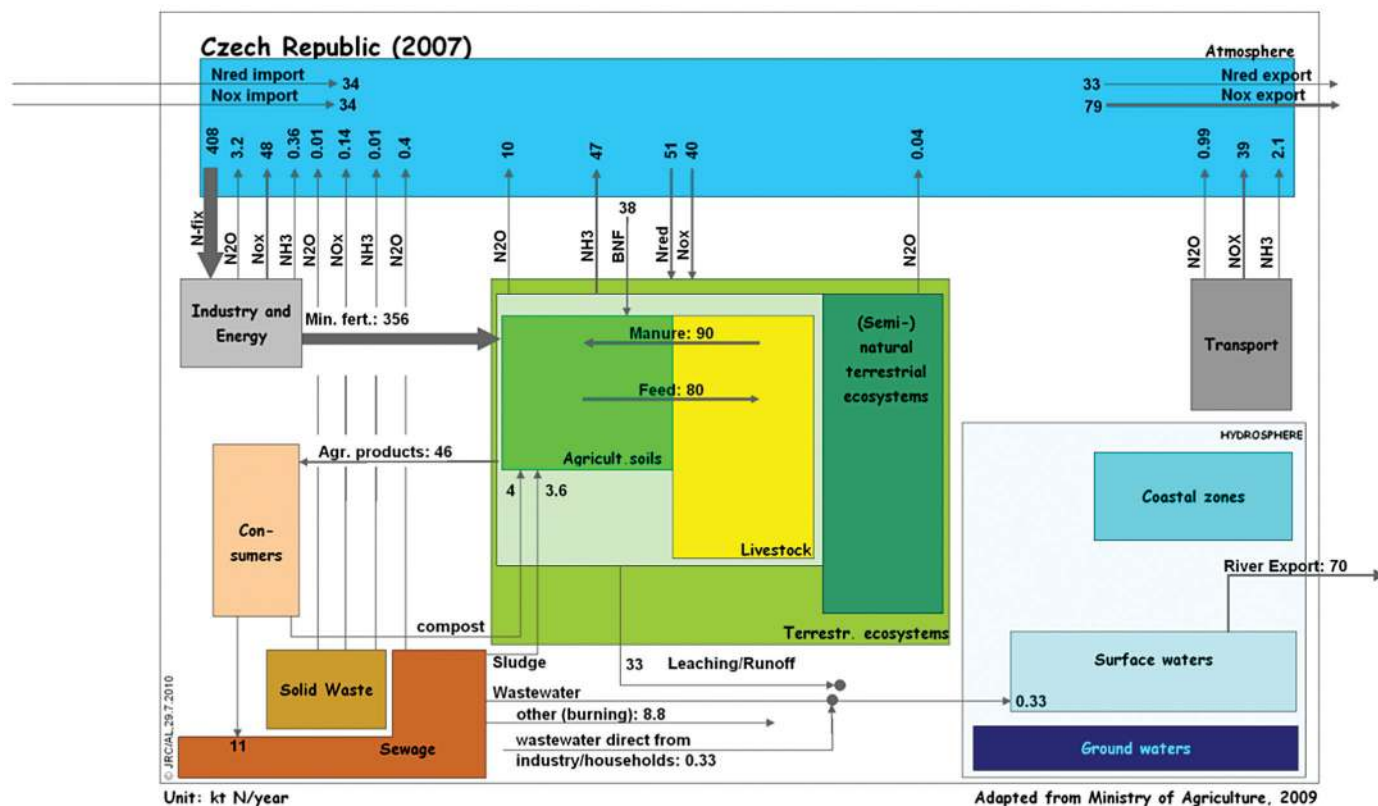 Czech Republic (2007)
Atmosphere
Nred import
34
33
Nred export
Nox import
34
79
Nox export
408
3.2
48
0.36
0.01
0.14
0.01
0.4
10
47
51
40
0.04
0.99
39
2.1
38
N-fix
N2O
Nox
NH3
N2O
NOx
NH3
N2O
N2O
NH3
BNF
Nred
Nox
N2O
N2O
NOX
NH3
Industry and
Energy
Min. fert.: 356
Manure: 90
Feed: 80
(Semi-)
natural
terrestrial
ecosystems
Transport
HYDROSPHERE
Agr. products: 46
Agricult.soils
4
3.6
Coastal zones
Con-
sumers
Livestock
River Export: 70
compost
Terrestr. ecosystems
Sludge
33
Leaching/Runoff
Surface waters
Solid Waste
Wastewater
0.33
other (burning): 8.8
11
Sewage
wastewater direct from
industry/households: 0.33
Ground waters
© JRC/AL.29.7.2010
Unit: kt N/year
Adapted from Ministry of Agriculture, 2009